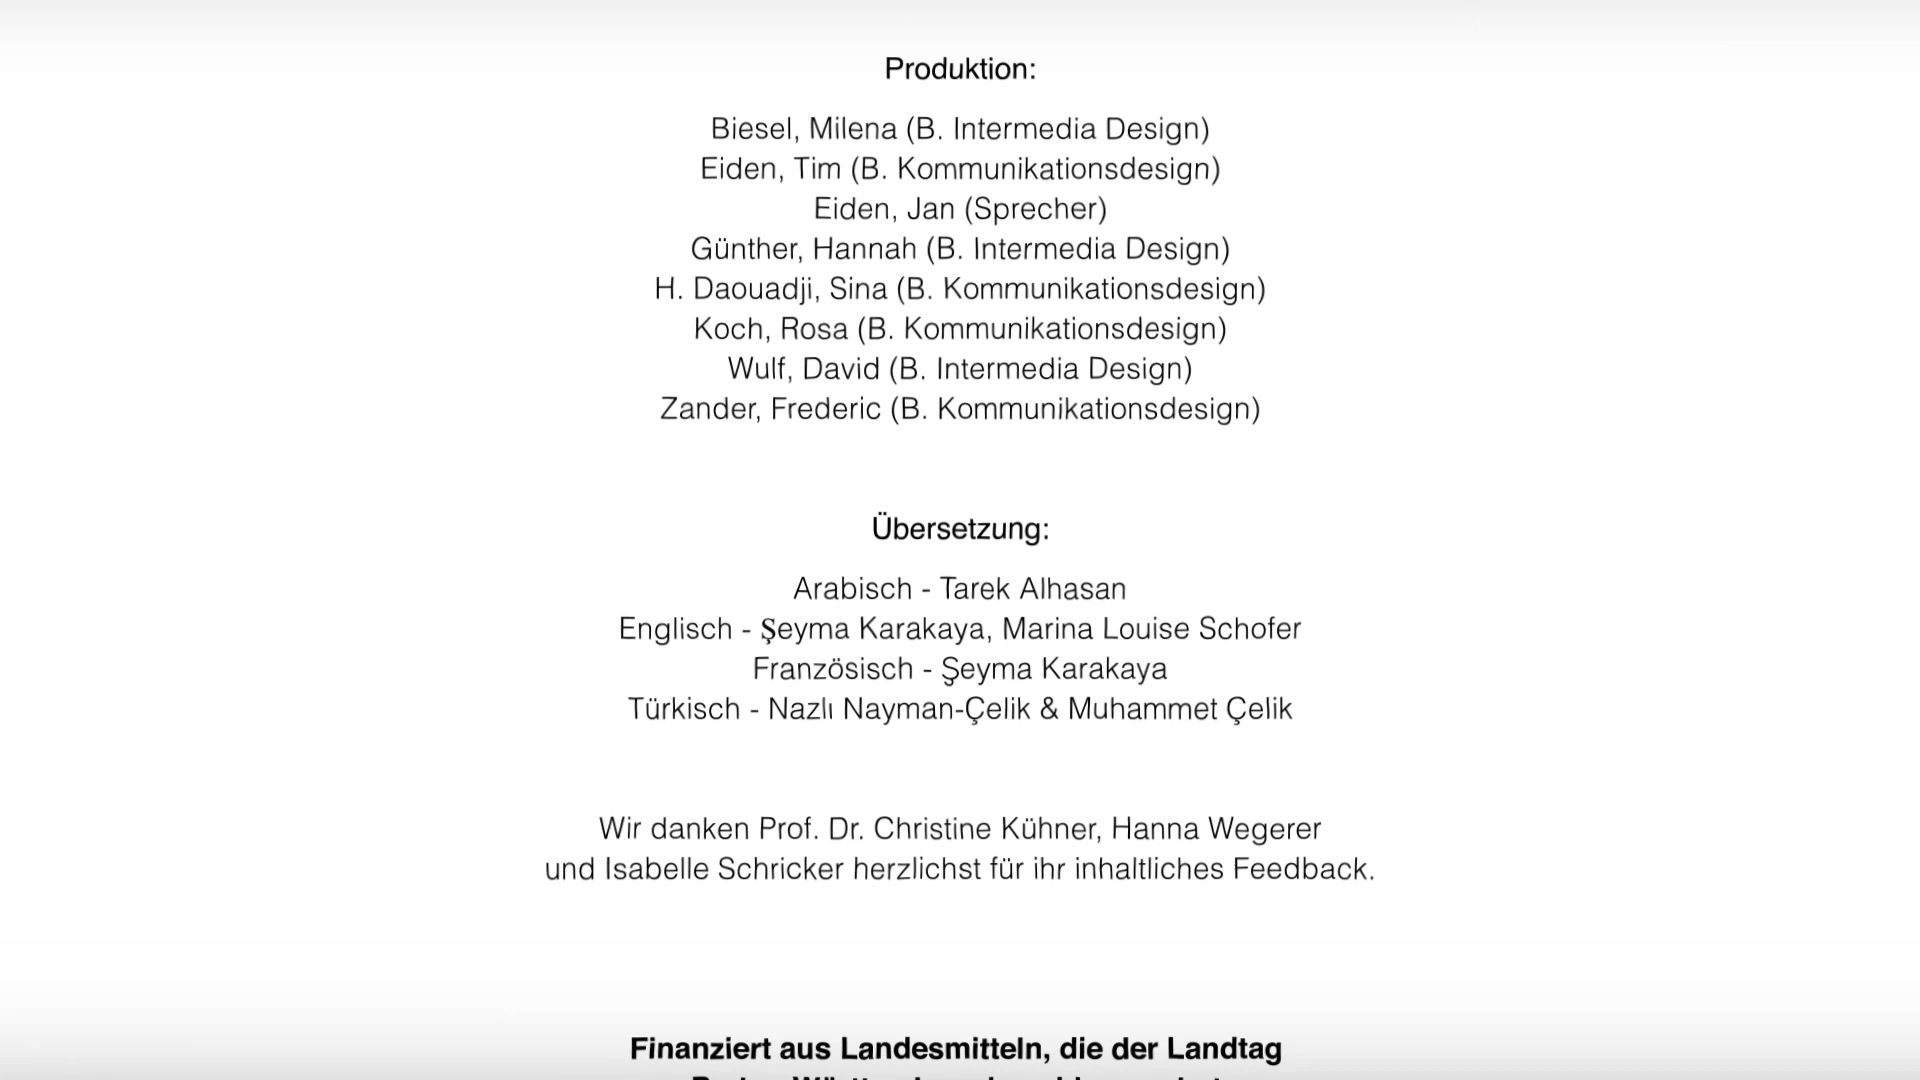 Produktion:
Biesel, Milena (B. Intermedia Design)
Eiden, Tim (B. Kommunikationsdesign)
Eiden, Jan (Sprecher)
Günther, Hannah (B. Intermedia Design)
H. Daouadji, Sina (B. Kommunikationsdesign)
Koch, Rosa (B. Kommunikationsdesign)
Wulf, David (B. Intermedia Design)
Zander, Frederic (B. Kommunikationsdesign)
Übersetzung:
Arabisch - Tarek Alhasan
Englisch - Şeyma Karakaya, Marina Louise Schofer
Französisch - Şeyma Karakaya
Türkisch - Nazlı Nayman-Çelik & Muhammet Çelik
Wir danken Prof. Dr. Christine Kühner, Hanna Wegerer
und Isabelle Schricker herzlichst für ihr inhaltliches Feedback.
Finanziert aus Landesmitteln, die der Landtag